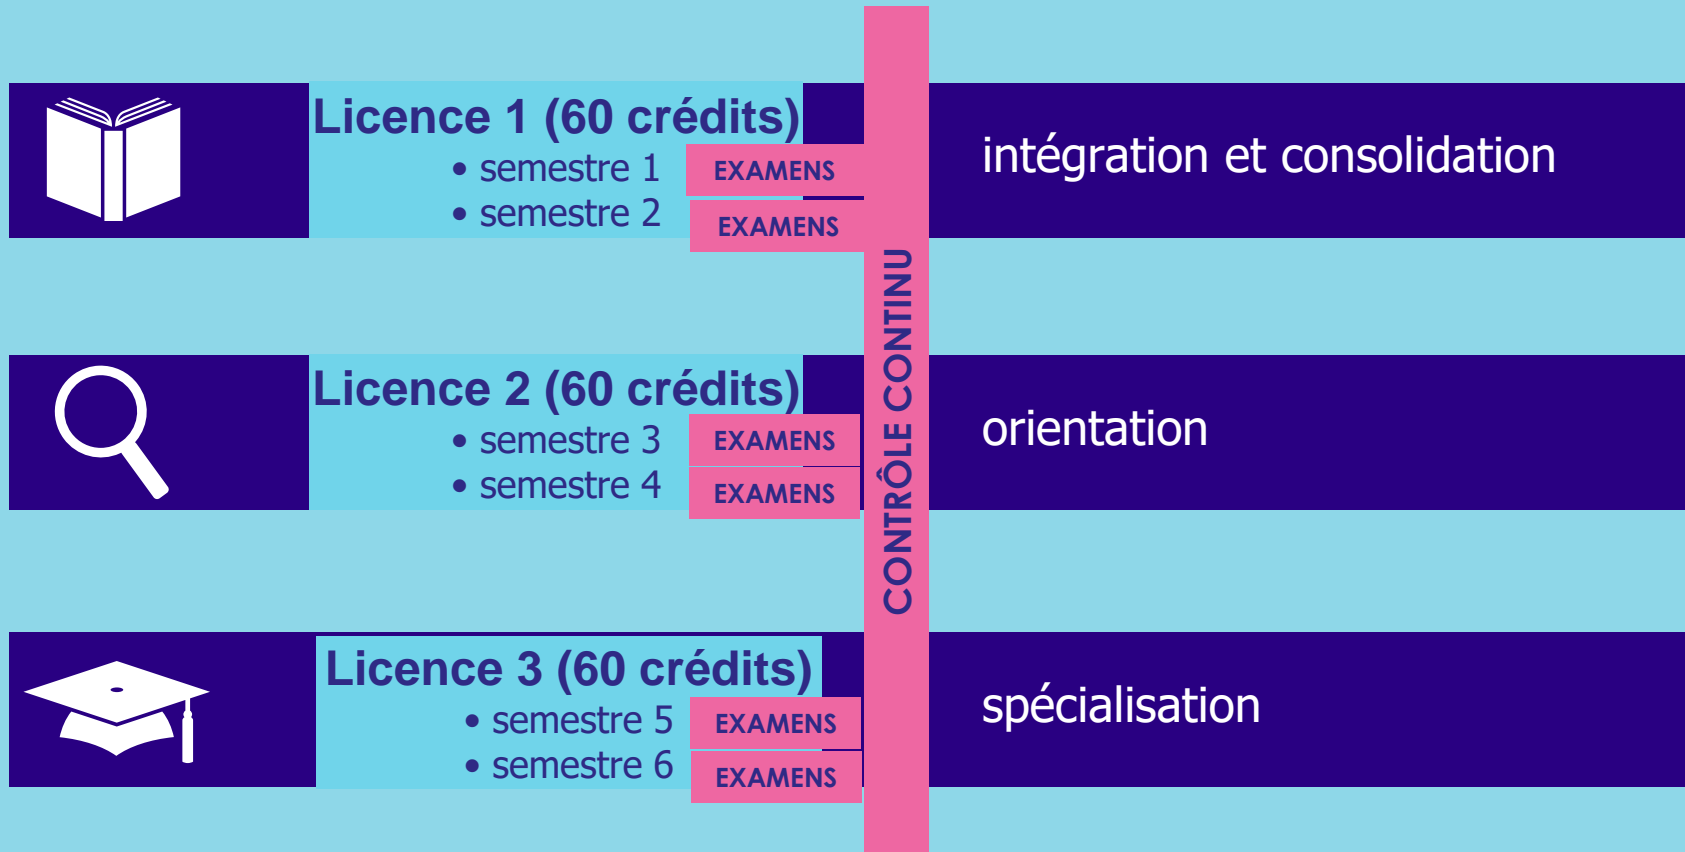 Licence 1 (60 crédits)
• semestre 1 EXAMENS
• semestre 2 EXAMENS
intégration et consolidation
CONTRÔLE CONTINU
Licence 2 (60 crédits)
• semestre 3 EXAMENS
• semestre 4 EXAMENS
orientation
Licence 3 (60 crédits)
• semestre 5 EXAMENS
• semestre 6 EXAMENS
spécialisation